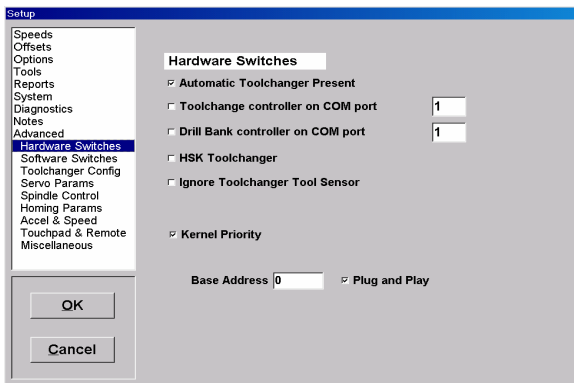 Setup
Speeds
Offsets
Options
Tools
Reports
System
Diagnostics
Notes
Advanced
Hardware Switches
Software Switches
Toolchanger Config
Servo Params
Spindle Control
Homing Params
Accel & Speed
Touchpad & Remote
Miscellaneous
OK
Cancel
Hardware Switches
Automatic Toolchanger Present
Toolchange controller on COM port 1
Drill Bank controller on COM port 1
HSK Toolchanger
Ignore Toolchanger Tool Sensor
Kernel Priority
Base Address 0 Plug and Play